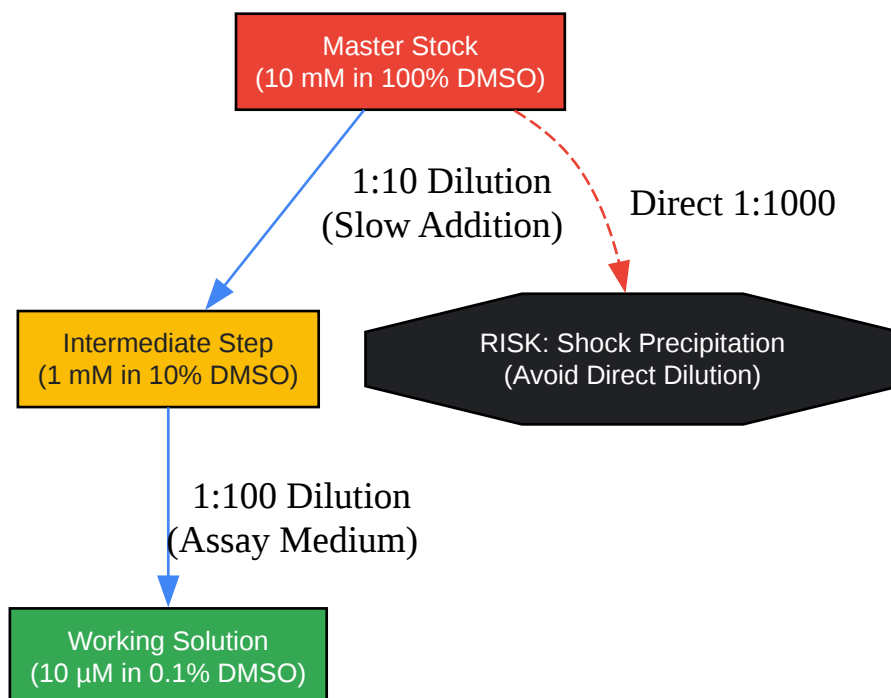 Master Stock
(10 mM in 100% DMSO)
1:10 Dilution
(Slow Addition)
Direct 1:1000
Intermediate Step
(1 mM in 10% DMSO)
RISK: Shock Precipitation
(Avoid Direct Dilution)
1:100 Dilution
(Assay Medium)
Working Solution
(10 µM in 0.1% DMSO)